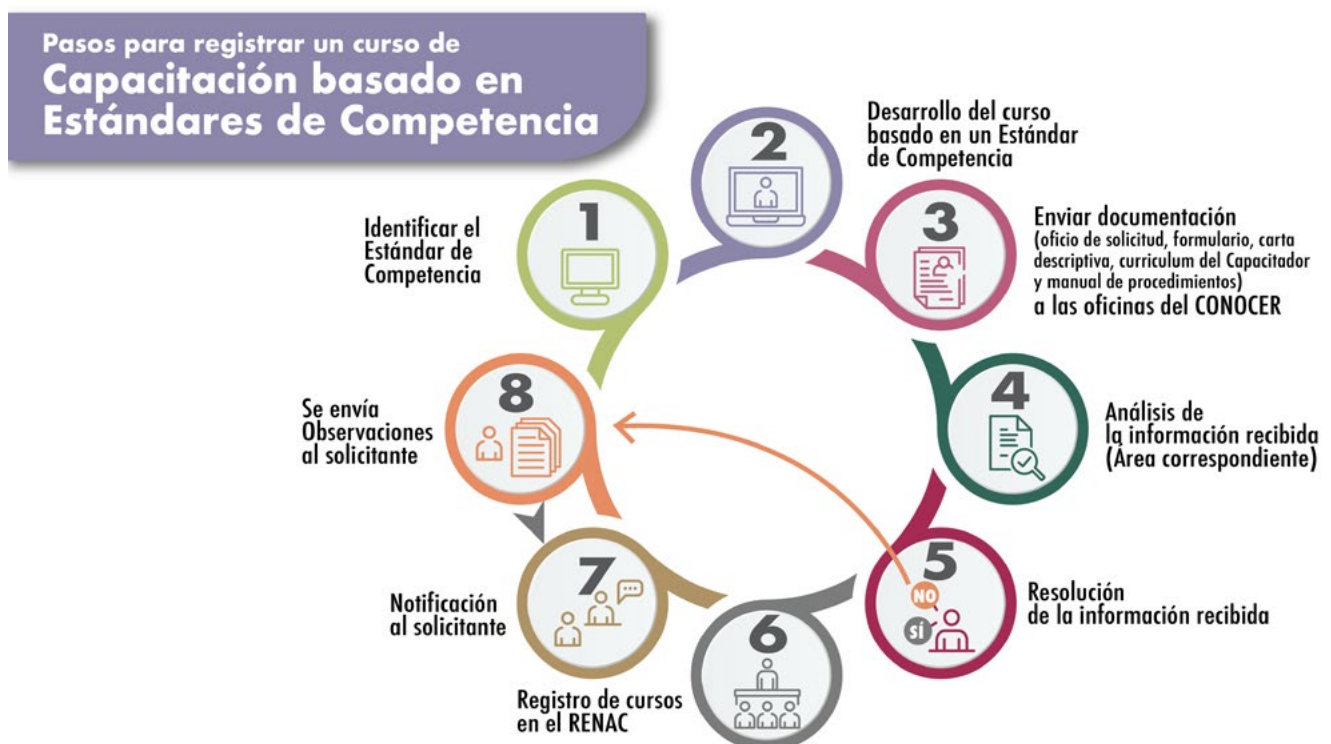 Pasos para registrar un curso de
Capacitación basado en
Estándares de Competencia
1
Identificar el
Estándar de
Competencia
2
Desarrollo del curso
basado en un Estándar
de Competencia
3
Enviar documentación
(oficio de solicitud, formulario, carta
descriptiva, curriculum del Capacitador
y manual de procedimientos)
a las oficinas del CONOCER
4
Análisis de
la información recibida
(Área correspondiente)
5
NO
SÍ
Resolución
de la información recibida
6
Registro de cursos
en el RENAC
7
Notificación
al solicitante
8
Se envía
Observaciones
al solicitante